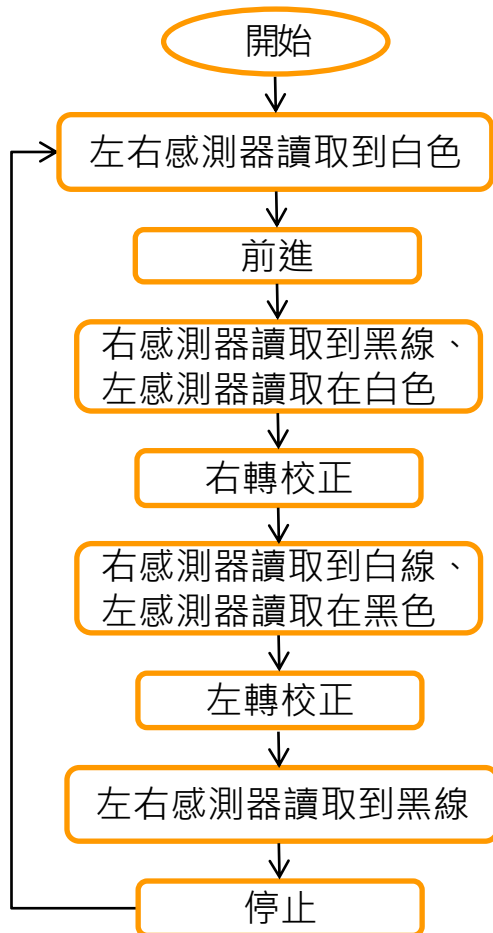 開始
左右感測器讀取到白色
前進
右感測器讀取到黑線、
左感測器讀取在白色
右轉校正
右感測器讀取到白線、
左感測器讀取在黑色
左轉校正
左右感測器讀取到黑線
停止